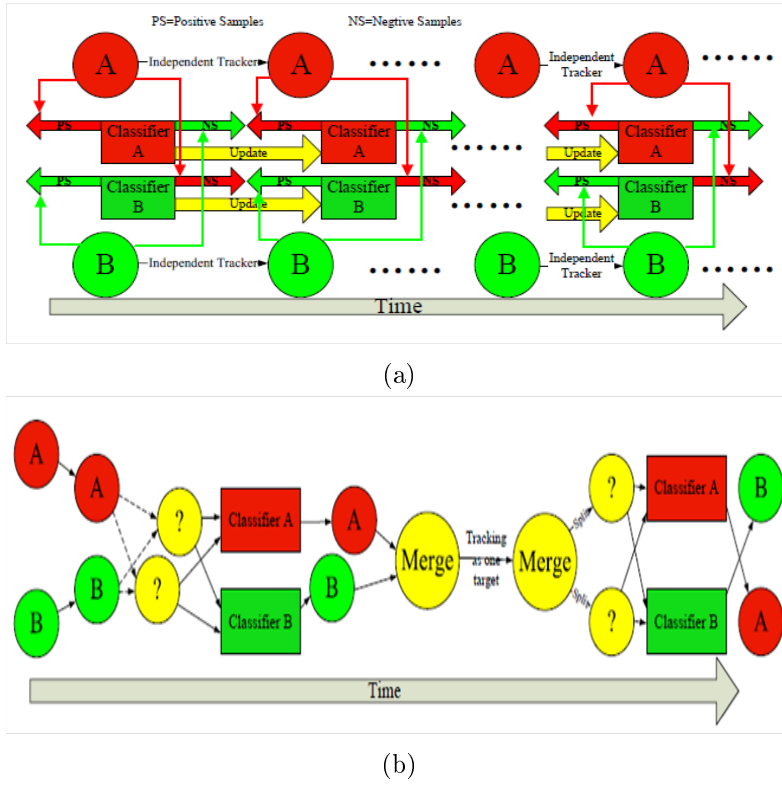 PS=Positive Samples NS=Negtive Samples
A Independent Tracker A ...... A Independent Tracker A ......
PS Classifier A NS PS Classifier A NS PS Classifier A NS
Update Update ...... Update
PS Classifier B NS PS Classifier B NS PS Classifier B NS
Update Update ...... Update
B Independent Tracker B ...... B Independent Tracker B ......
Time
(a)
A A ? Classifier A A Merge Tracking as one target Merge Split ? Classifier A B
B B ? Classifier B B Split ? Classifier B A
Time
(b)